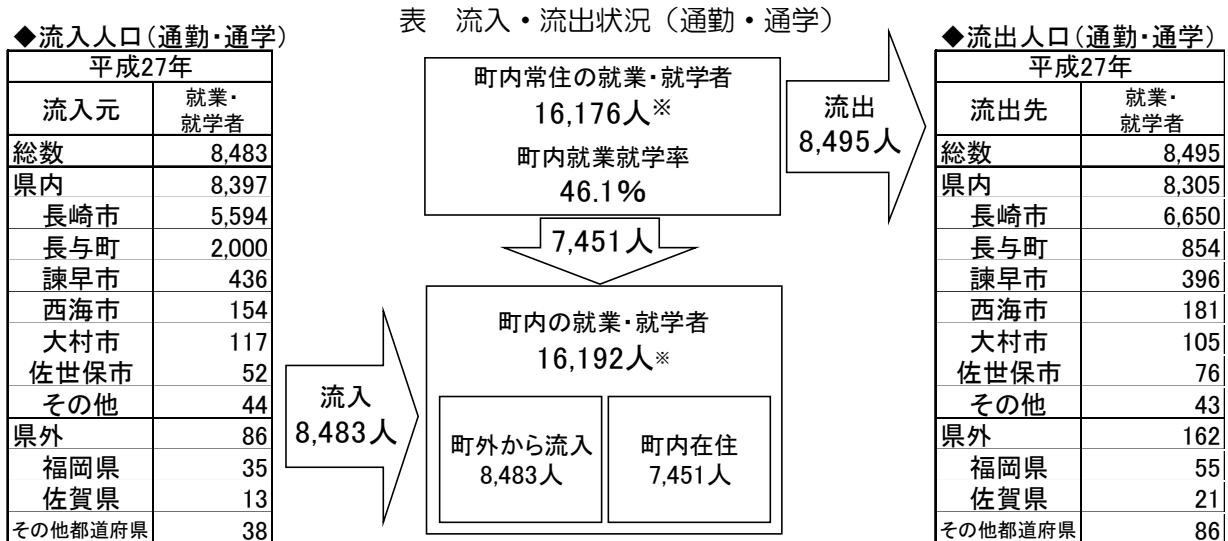 表　流入・流出状況（通勤・通学）
◆流入人口（通勤・通学）
平成27年
流入元 就業・就学者
総数 8,483
県内 8,397
長崎市 5,594
長与町 2,000
諫早市 436
西海市 154
大村市 117
佐世保市 52
その他 44
県外 86
福岡県 35
佐賀県 13
その他都道府県 38
町内常住の就業・就学者
16,176人※
町内就業就学率
46.1%
流出
8,495人
7,451人
流入
8,483人
町内の就業・就学者
16,192人※
町外から流入
8,483人
町内在住
7,451人
◆流出人口（通勤・通学）
平成27年
流出先 就業・就学者
総数 8,495
県内 8,305
長崎市 6,650
長与町 854
諫早市 396
西海市 181
大村市 105
佐世保市 76
その他 43
県外 162
福岡県 55
佐賀県 21
その他都道府県 86